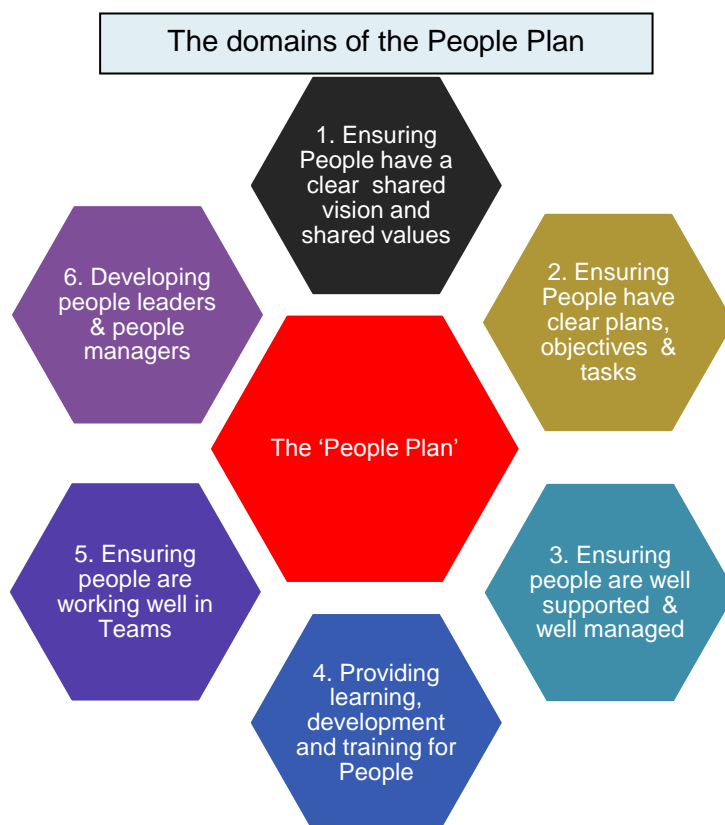 The domains of the People Plan
1. Ensuring
People have a
clear shared
vision and
shared values
2. Ensuring
People have
clear plans,
objectives &
tasks
3. Ensuring
people are well
supported &
well managed
4. Providing
learning,
development
and training for
People
5. Ensuring
people are
working well in
Teams
6. Developing
people leaders
& people
managers
The ‘People Plan’